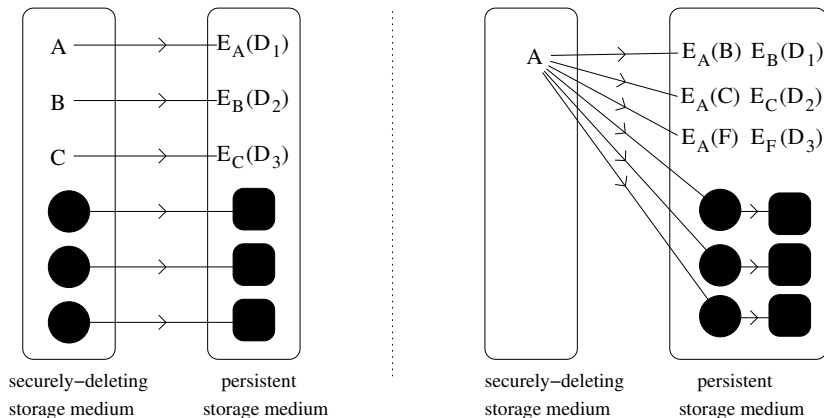 A E_A(D_1)
B E_B(D_2)
C E_C(D_3)
securely-deleting storage medium
persistent storage medium
A
E_A(B) E_B(D_1)
E_A(C) E_C(D_2)
E_A(F) E_F(D_3)
securely-deleting storage medium
persistent storage medium